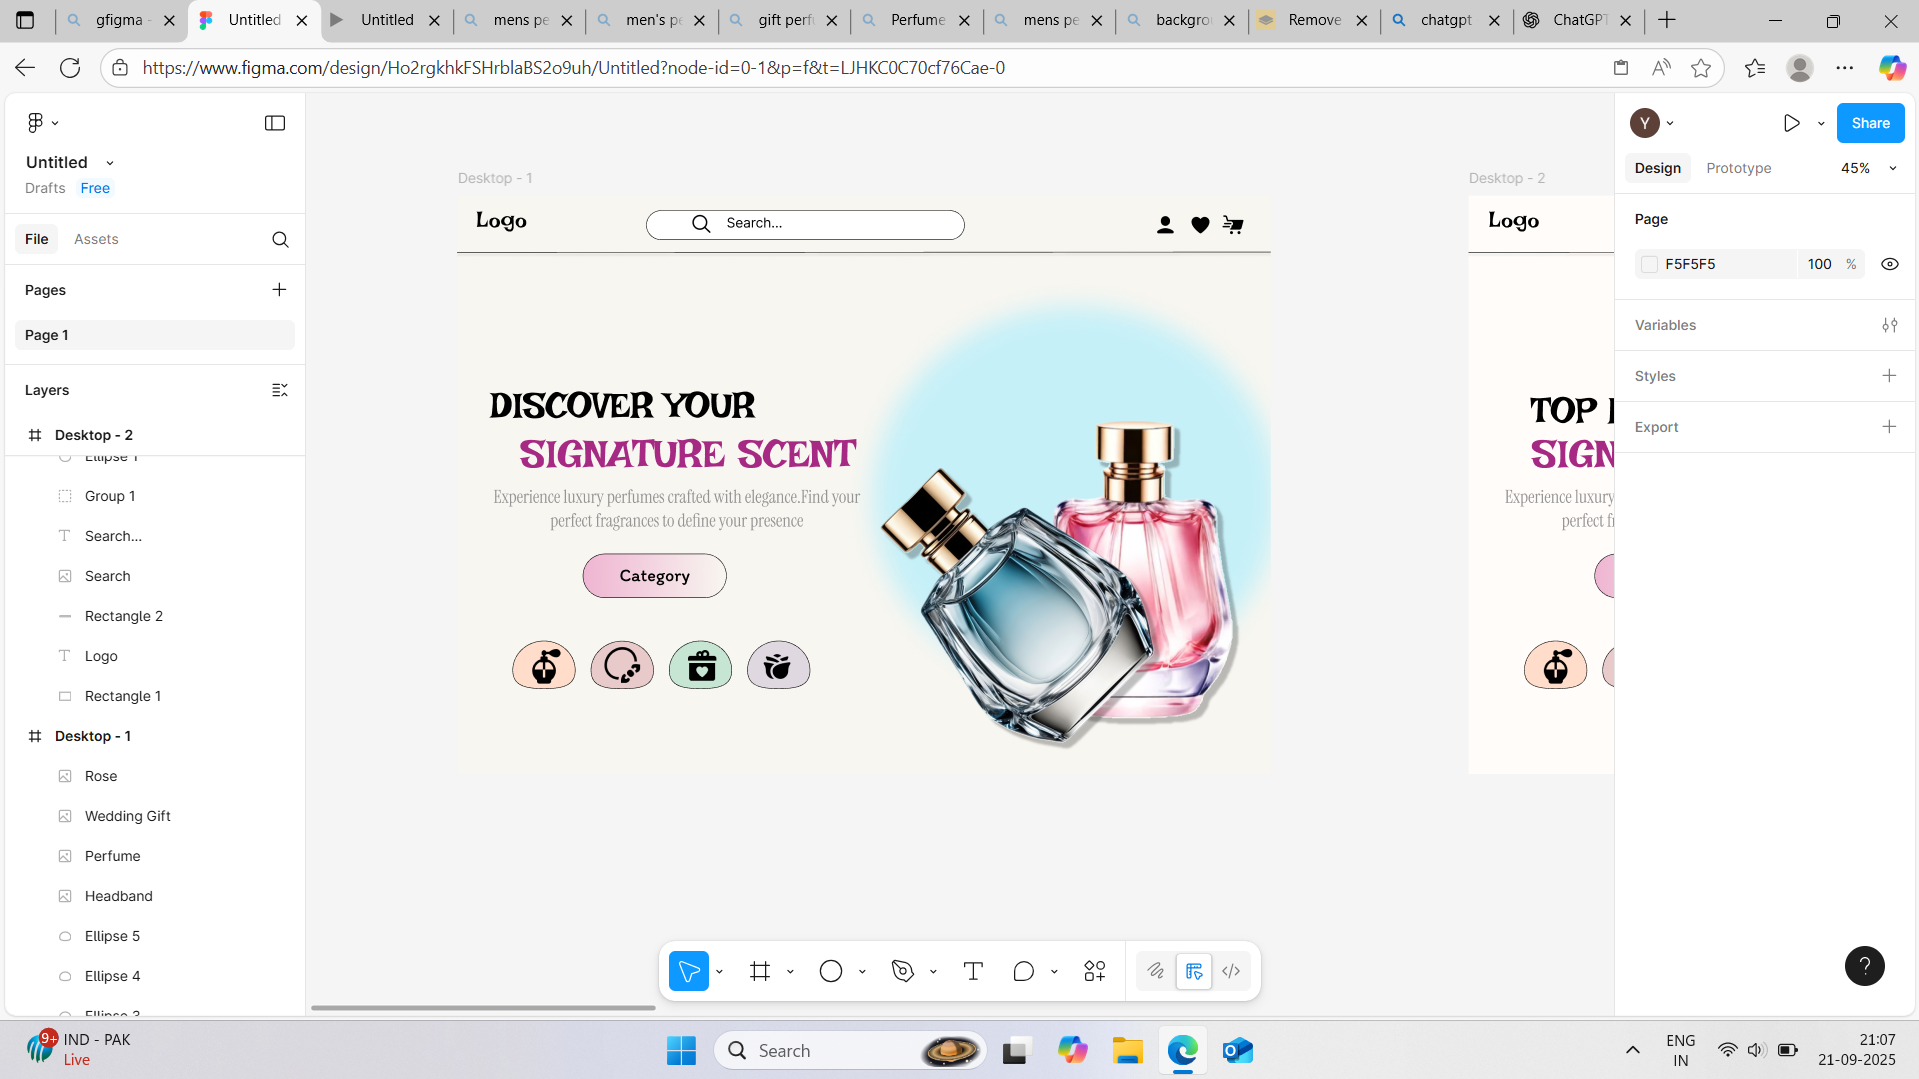 gfigma -
Untitled
Untitled
mens pe
men's pe
gift perfu
Perfume
mens pe
backgrou
Remove
chatgpt
ChatGPT
https://www.figma.com/design/Ho2rgkhkFSHrblaBS2o9uh/Untitled?node-id=0-1&p=f&t=LJHKC0C70cf76Cae-0
Untitled
Drafts Free
File Assets
Pages
Page 1
Layers
Desktop - 2
Ellipse 1
Group 1
Search...
Search
Rectangle 2
Logo
Rectangle 1
Desktop - 1
Rose
Wedding Gift
Perfume
Headband
Ellipse 5
Ellipse 4
Ellipse 3
Desktop - 1
Logo
Search...
DISCOVER YOUR
SIGNATURE SCENT
Experience luxury perfumes crafted with elegance.Find your
perfect fragrances to define your presence
Category
Desktop - 2
Logo
TOP
SIGN
Experience luxury
perfect
Y
Share
Design Prototype 45%
Page
F5F5F5 100 %
Variables
Styles
Export
?
9+
IND - PAK
Live
Search
ENG
IN
21:07
21-09-2025